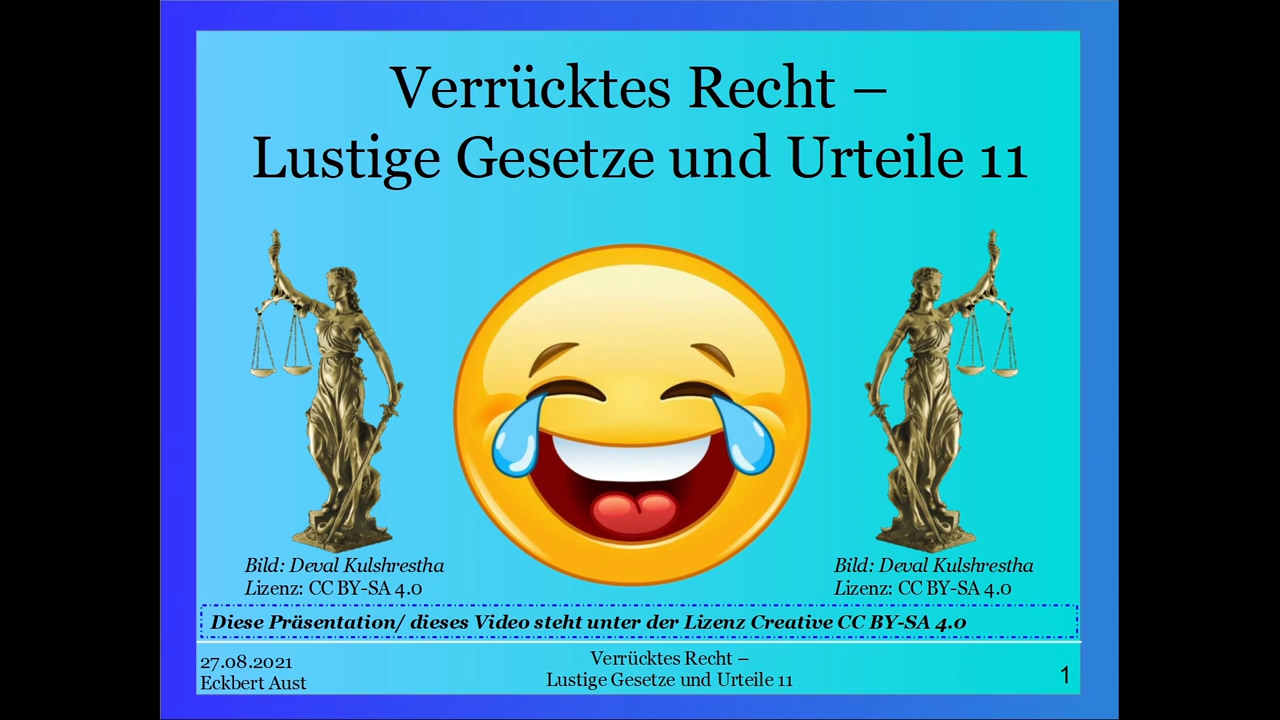 Verrücktes Recht –
Lustige Gesetze und Urteile 11
Bild: Deval Kulshrestha
Lizenz: CC BY-SA 4.0
Bild: Deval Kulshrestha
Lizenz: CC BY-SA 4.0
Diese Präsentation/ dieses Video steht unter der Lizenz Creative CC BY-SA 4.0
27.08.2021
Eckbert Aust
Verrücktes Recht –
Lustige Gesetze und Urteile 11
1